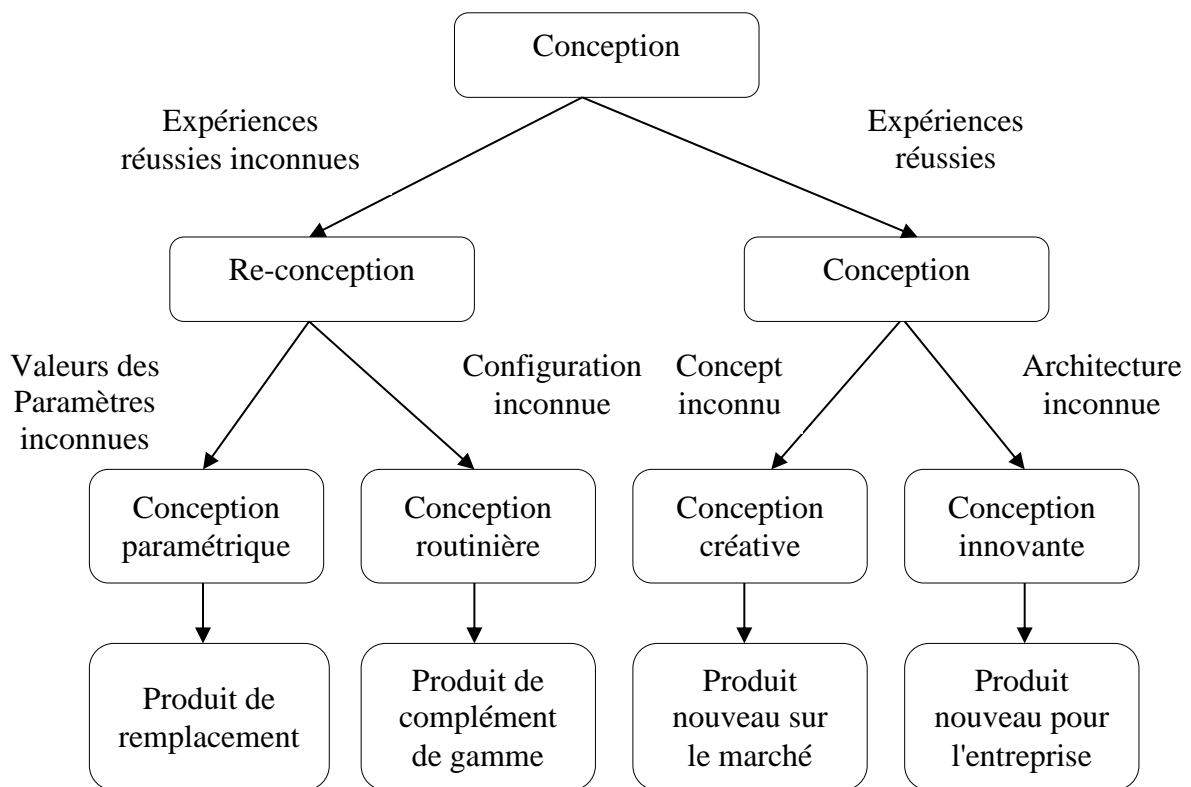 Conception
Expériences
réussies inconnues
Expériences
réussies
Re-conception
Conception
Valeurs des
Paramètres
inconnues
Configuration
inconnue
Concept
inconnu
Architecture
inconnue
Conception
paramétrique
Conception
routinière
Conception
créative
Conception
innovante
Produit de
remplacement
Produit de
complément
de gamme
Produit
nouveau sur
le marché
Produit
nouveau pour
l'entreprise